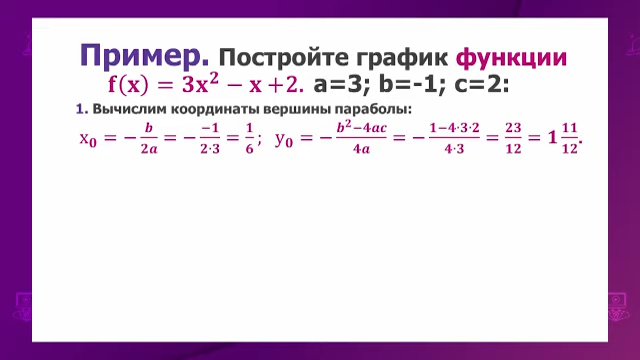 Пример. Постройте график функции
f(x) = 3x² − x +2. a=3; b=-1; c=2:
1. Вычислим координаты вершины параболы:
x₀ = − b/2a = − −1/2·3 = 1/6; y₀ = − b²−4ac/4a = − 1−4·3·2/4·3 = 23/12 = 1 11/12.